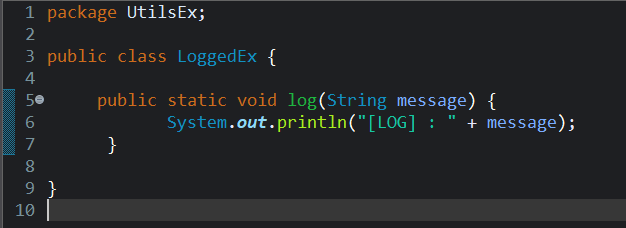 1 package UtilsEx;
2
3 public class LoggedEx {
4
5 public static void log(String message) {
6 System.out.println("[LOG] : " + message);
7 }
8
9 }
10